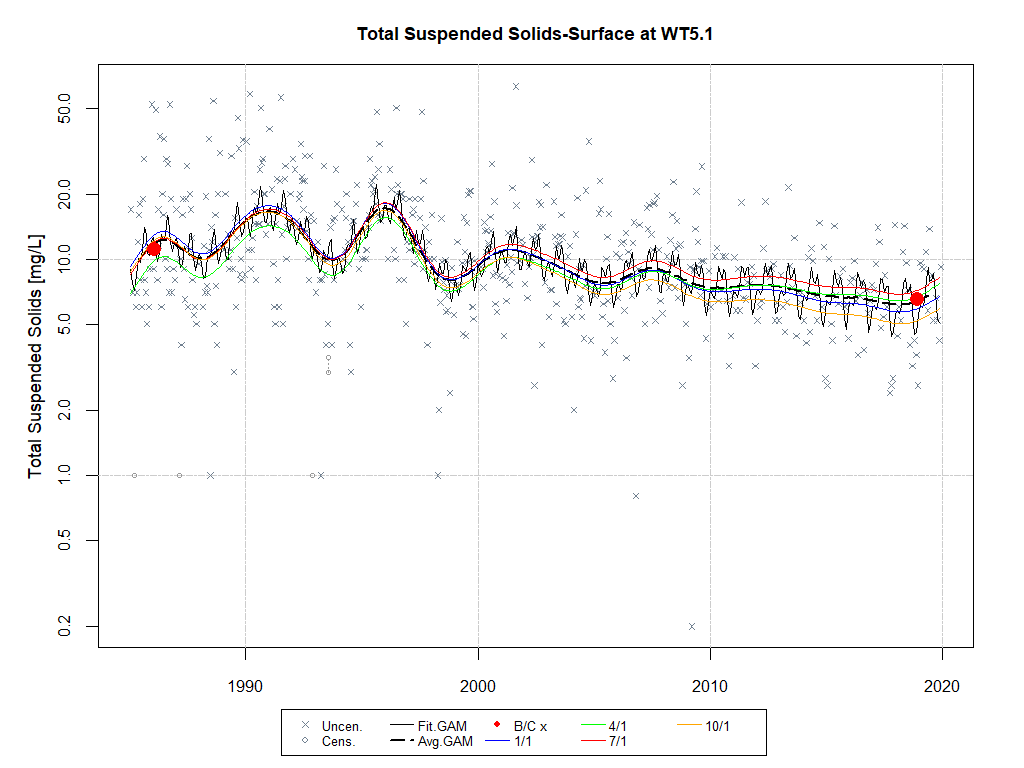 Total Suspended Solids-Surface at WT5.1
Total Suspended Solids [mg/L]
50.0
20.0
10.0
5.0
2.0
1.0
0.5
0.2
1990 2000 2010 2020
Uncen. Fit.GAM B/C x 4/1 10/1
Cens. Avg.GAM 1/1 7/1